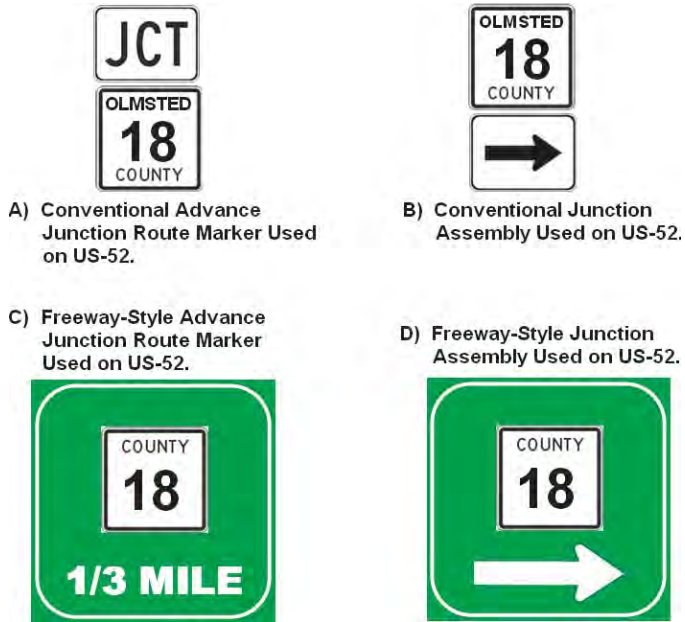 JCT
OLMSTED
18
COUNTY
A) Conventional Advance
Junction Route Marker Used
on US-52.
OLMSTED
18
COUNTY
B) Conventional Junction
Assembly Used on US-52.
C) Freeway-Style Advance
Junction Route Marker
Used on US-52.
COUNTY
18
1/3 MILE
D) Freeway-Style Junction
Assembly Used on US-52.
COUNTY
18